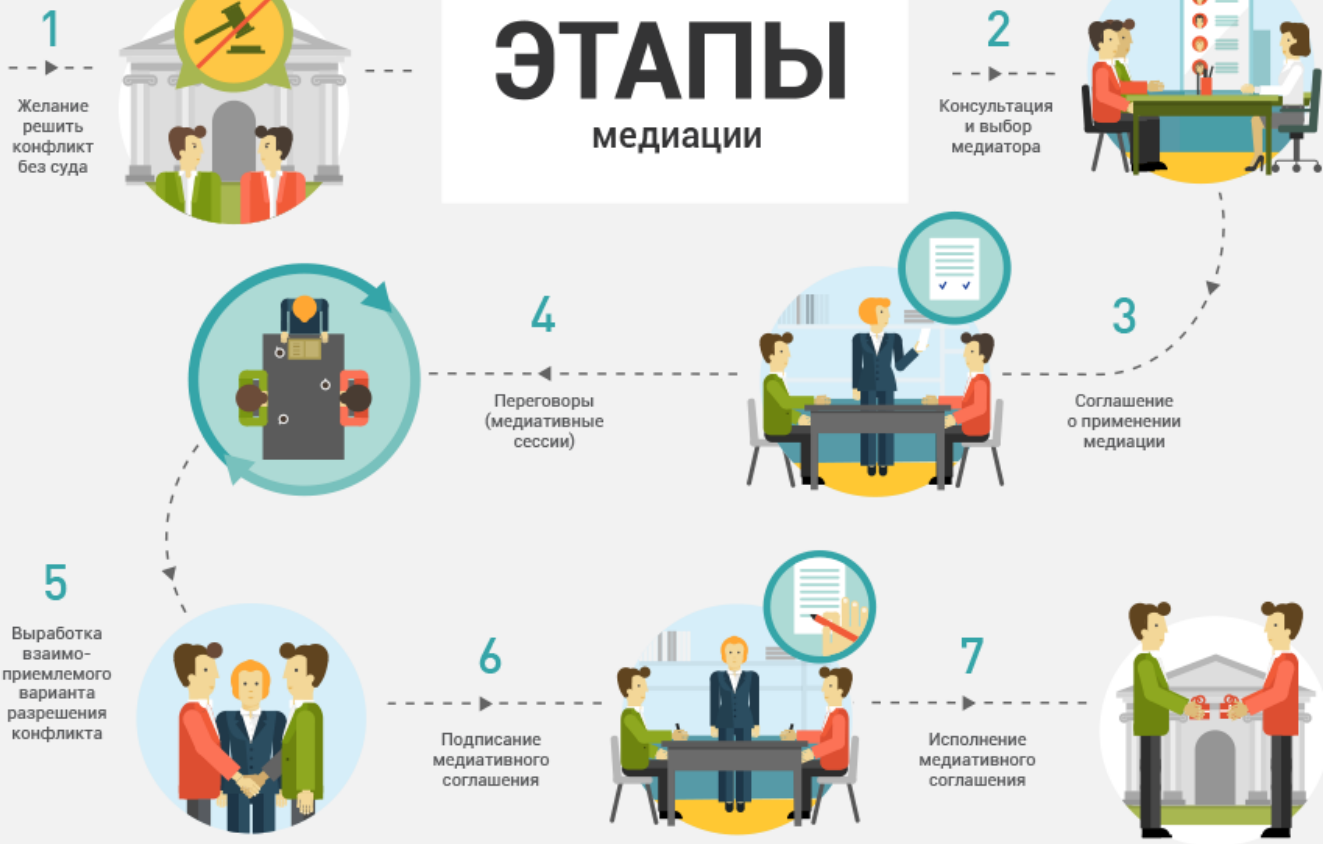 ЭТАПЫ
медиации
1
Желание
решить
конфликт
без суда
2
Консультация
и выбор
медиатора
3
Соглашение
о применении
медиации
4
Переговоры
(медиативные
сессии)
5
Выработка
взаимо-
приемлемого
варианта
разрешения
конфликта
6
Подписание
медиативного
соглашения
7
Исполнение
медиативного
соглашения